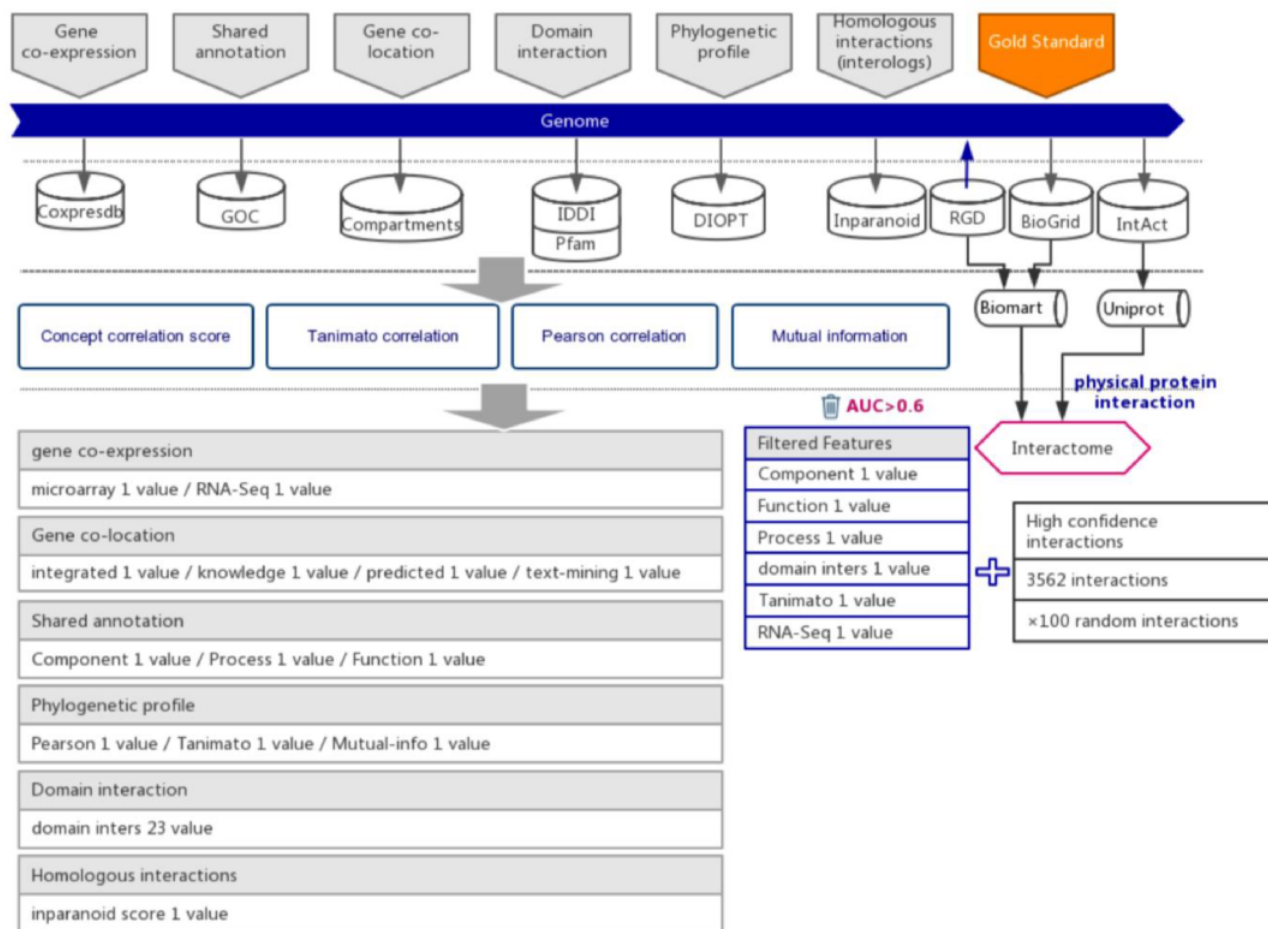 Gene
co-expression
Shared
annotation
Gene co-
location
Domain
interaction
Phylogenetic
profile
Homologous
interactions
(interologs)
Gold Standard
Genome
Coxpresdb
GOC
Compartments
IDDI
Pfam
DIOPT
Inparanoid
RGD
BioGrid
IntAct
Biomart
Uniprot
Concept correlation score
Tanimato correlation
Pearson correlation
Mutual information
physical protein
interaction
AUC>0.6
Interactome
gene co-expression
microarray 1 value / RNA-Seq 1 value
Gene co-location
integrated 1 value / knowledge 1 value / predicted 1 value / text-mining 1 value
Shared annotation
Component 1 value / Process 1 value / Function 1 value
Phylogenetic profile
Pearson 1 value / Tanimato 1 value / Mutual-info 1 value
Domain interaction
domain inters 23 value
Homologous interactions
inparanoid score 1 value
Filtered Features
Component 1 value
Function 1 value
Process 1 value
domain inters 1 value
Tanimato 1 value
RNA-Seq 1 value
High confidence
interactions
3562 interactions
×100 random interactions